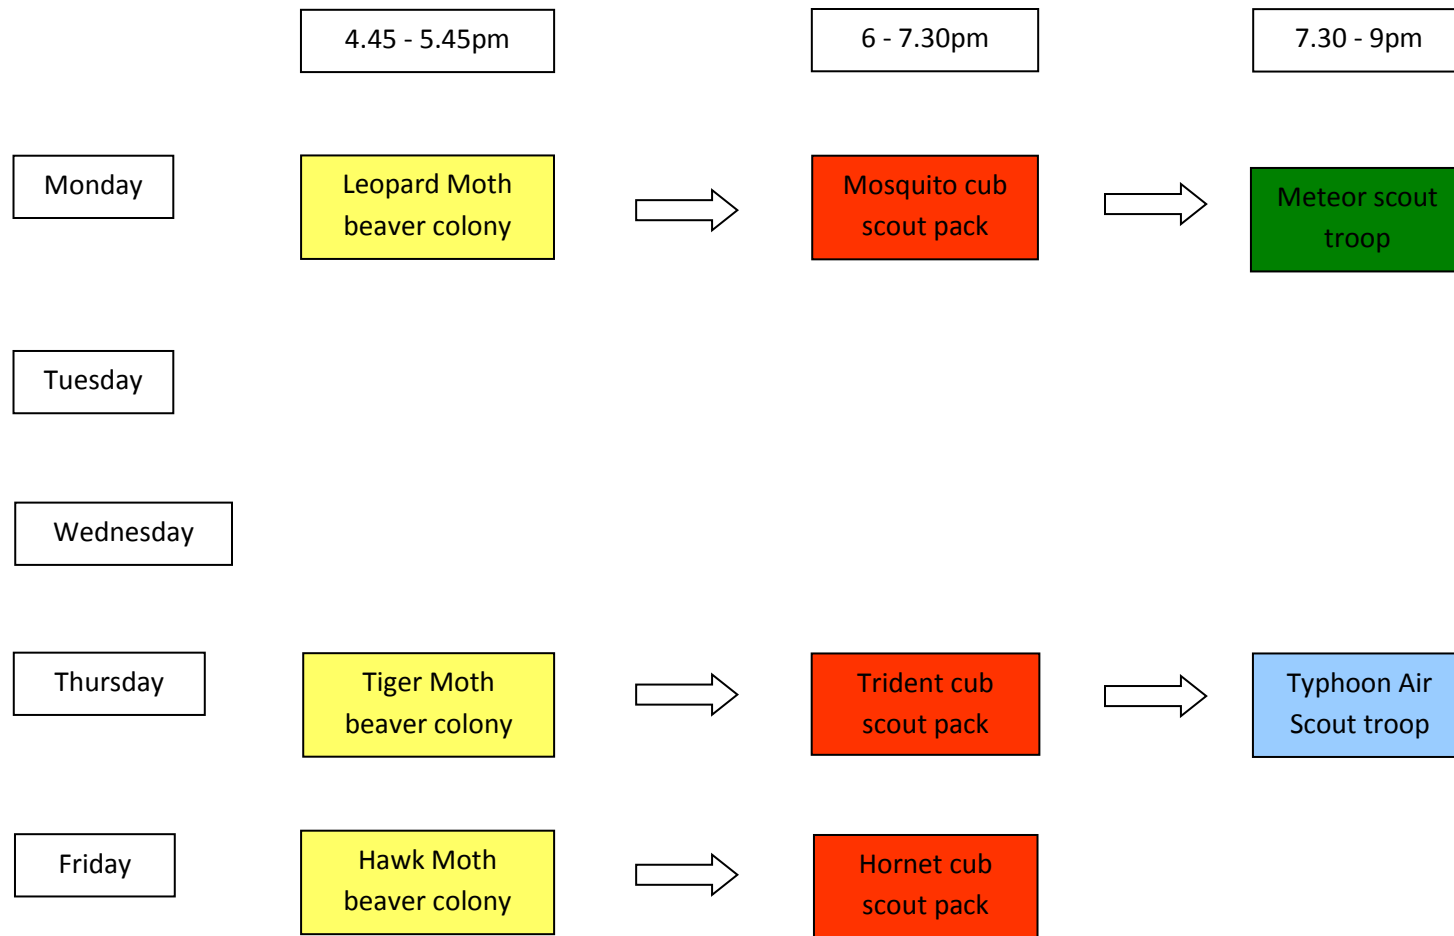 4.45 - 5.45pm
6 - 7.30pm
7.30 - 9pm
Monday
Leopard Moth
beaver colony
Mosquito cub
scout pack
Meteor scout
troop
Tuesday
Wednesday
Thursday
Tiger Moth
beaver colony
Trident cub
scout pack
Typhoon Air
Scout troop
Friday
Hawk Moth
beaver colony
Hornet cub
scout pack